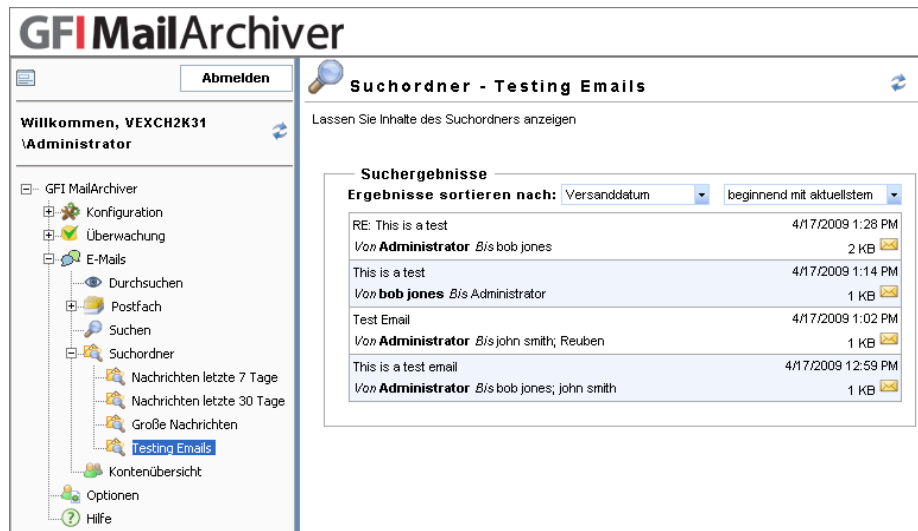 GFI MailArchiver
Abmelden
Willkommen, VEXCH2K31
\Administrator
GFI MailArchiver
Konfiguration
Überwachung
E-Mails
Durchsuchen
Postfach
Suchen
Suchordner
Nachrichten letzte 7 Tage
Nachrichten letzte 30 Tage
Große Nachrichten
Testing Emails
Kontenübersicht
Optionen
Hilfe
Suchordner - Testing Emails
Lassen Sie Inhalte des Suchordners anzeigen
Suchergebnisse
Ergebnisse sortieren nach: Versanddatum beginnend mit aktuellstem
RE: This is a test 4/17/2009 1:28 PM
Von Administrator Bis bob jones 2 KB
This is a test 4/17/2009 1:14 PM
Von bob jones Bis Administrator 1 KB
Test Email 4/17/2009 1:02 PM
Von Administrator Bis john smith; Reuben 1 KB
This is a test email 4/17/2009 12:59 PM
Von Administrator Bis bob jones; john smith 1 KB